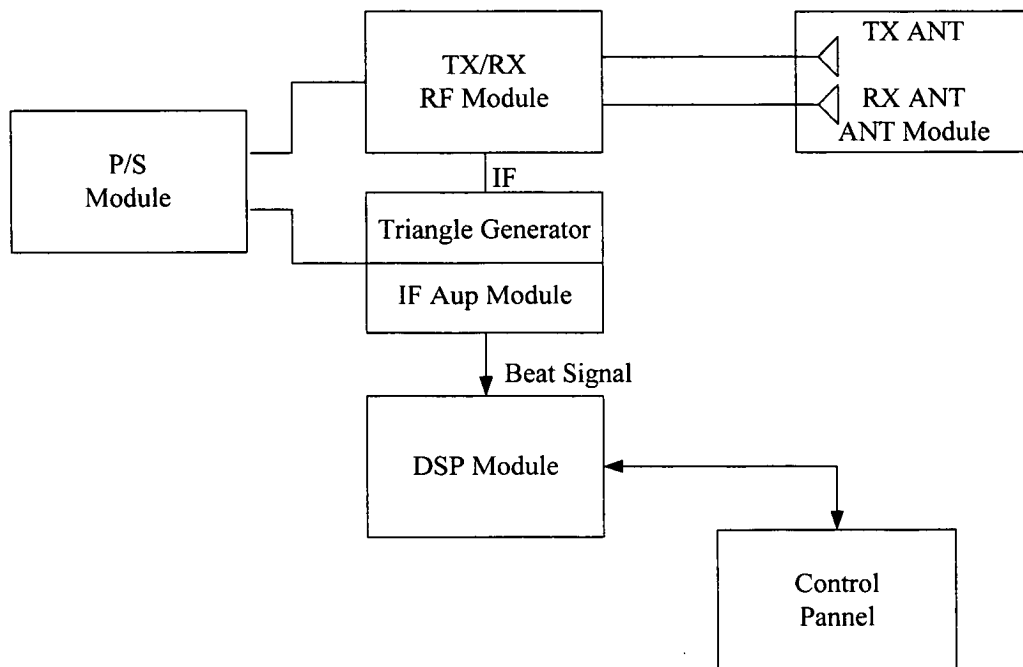 TX/RX
RF Module
TX ANT
RX ANT
ANT Module
P/S
Module
IF
Triangle Generator
IF Aup Module
Beat Signal
DSP Module
Control
Pannel